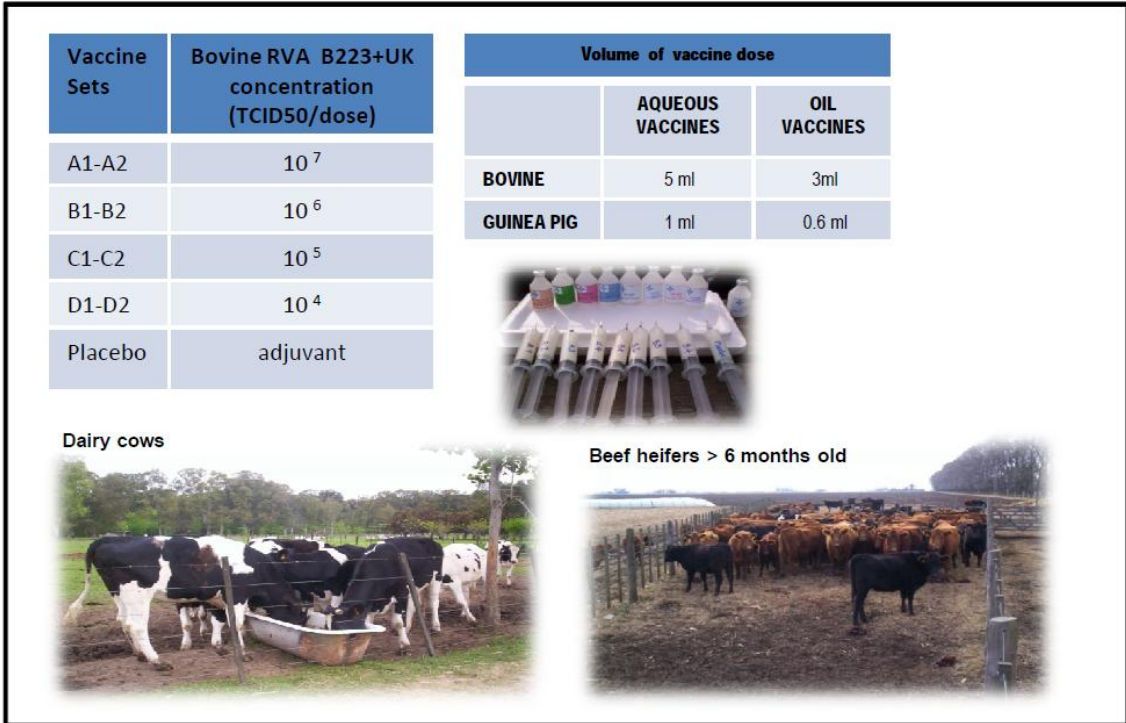 Vaccine Sets Bovine RVA B223+UK concentration (TCID50/dose)
A1-A2 10 7
B1-B2 10 6
C1-C2 10 5
D1-D2 10 4
Placebo adjuvant
Volume of vaccine dose
AQUEOUS VACCINES OIL VACCINES
BOVINE 5 ml 3ml
GUINEA PIG 1 ml 0.6 ml
Dairy cows
Beef heifers > 6 months old